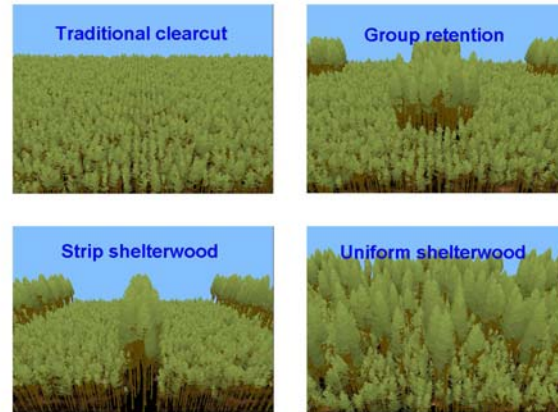 Traditional clearcut
Group retention
Strip shelterwood
Uniform shelterwood